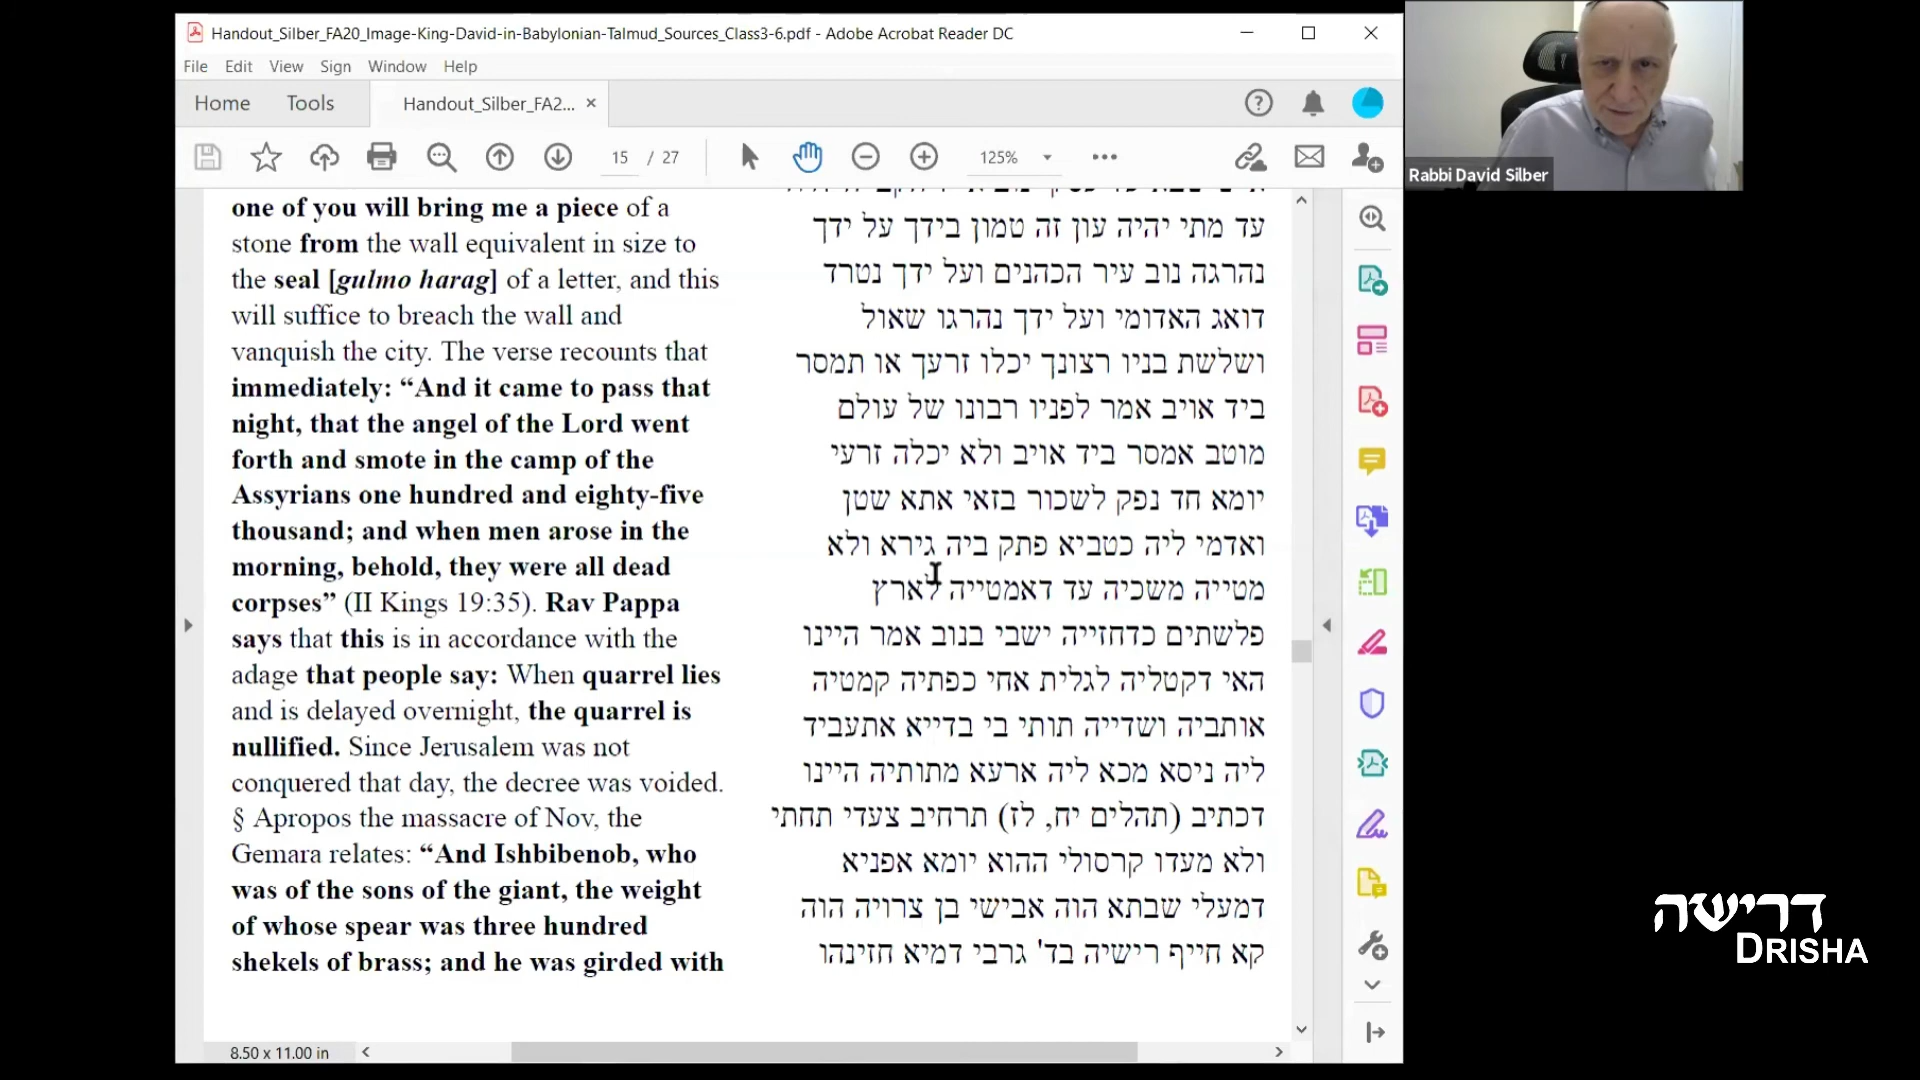 Handout_Silber_FA20_Image-King-David-in-Babylonian-Talmud_Sources_Class3-6.pdf - Adobe Acrobat Reader DC
File Edit View Sign Window Help
Home Tools Handout_Silber_FA2... ×
15 / 27 125%
one of you will bring me a piece of a
stone from the wall equivalent in size to
the seal [gulmo harag] of a letter, and this
will suffice to breach the wall and
vanquish the city. The verse recounts that
immediately: “And it came to pass that
night, that the angel of the Lord went
forth and smote in the camp of the
Assyrians one hundred and eighty-five
thousand; and when men arose in the
morning, behold, they were all dead
corpses” (II Kings 19:35). Rav Pappa
says that this is in accordance with the
adage that people say: When quarrel lies
and is delayed overnight, the quarrel is
nullified. Since Jerusalem was not
conquered that day, the decree was voided.
§ Apropos the massacre of Nov, the
Gemara relates: “And Ishbibenob, who
was of the sons of the giant, the weight
of whose spear was three hundred
shekels of brass; and he was girded with
עד מתי יהיה עון זה טמון בידך על ידך
נהרגה נוב עיר הכהנים ועל ידך נטרד
דואג האדומי ועל ידך נהרגו שאול
ושלשת בניו רצונך יכלו זרעך או תמסר
ביד אויב אמר לפניו רבונו של עולם
מוטב אמסר ביד אויב ולא יכלה זרעי
יומא חד נפק לשכור בזאי אתא שטן
ואדמי ליה כטביא פתק ביה גירא ולא
מטייה משכיה עד דאמטייה לארץ
פלשתים כדחזייה ישבי בנוב אמר היינו
האי דקטליה לגלית אחי כפתיה קמטיה
אותביה ושדייה תותי בי בדייא אתעביד
ליה ניסא מכא ליה ארעא מתותיה היינו
דכתיב (תהלים יח, לז) תרחיב צעדי תחתי
ולא מעדו קרסולי ההוא יומא אפניא
דמעלי שבתא הוה אבישי בן צרויה הוה
קא חייף רישיה בד' גרבי דמיא חזינהו
8.50 x 11.00 in
Rabbi David Silber
דרישה
DRISHA